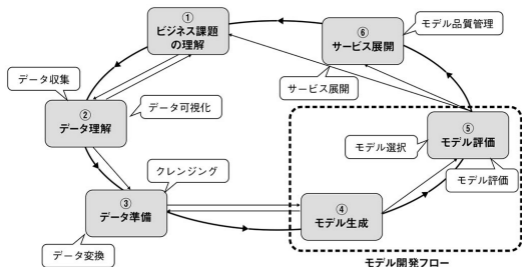 ①
ビジネス課題
の理解
⑥
サービス展開
モデル品質管理
データ収集
サービス展開
②
データ理解
データ可視化
⑤
モデル評価
モデル選択
クレンジング
モデル評価
③
データ準備
④
モデル生成
データ変換
モデル開発フロー